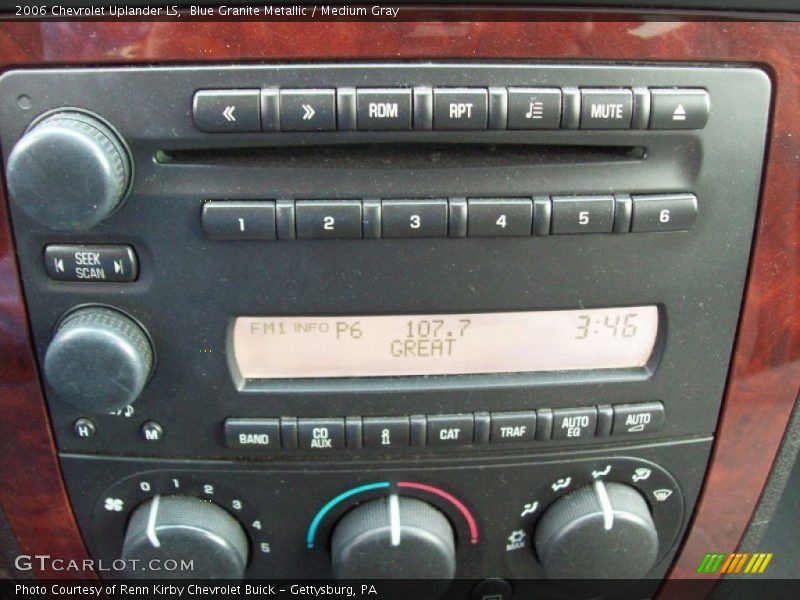 2006 Chevrolet Uplander LS, Blue Granite Metallic / Medium Gray
« » RDM RPT MUTE
1 2 3 4 5 6
SEEK
SCAN
FM1 INFO P6 107.7 3:46
GREAT
H M
BAND CD AUX i CAT TRAF AUTO EQ AUTO
0 1 2 3 4 5
MAX
GTCARLOT.COM
Photo Courtesy of Renn Kirby Chevrolet Buick - Gettysburg, PA